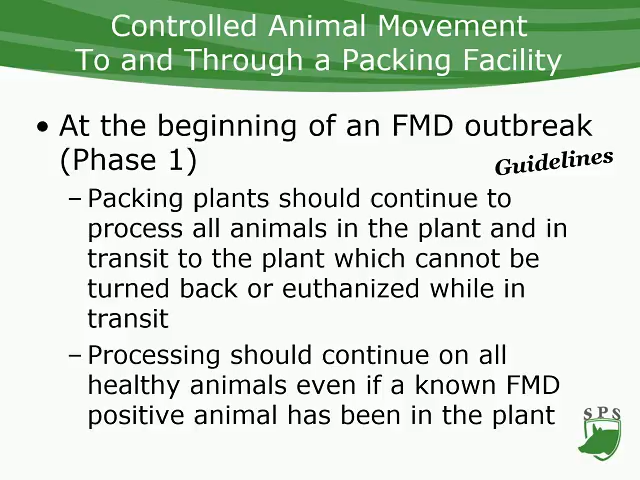 Controlled Animal Movement
To and Through a Packing Facility
• At the beginning of an FMD outbreak
(Phase 1)
Guidelines
– Packing plants should continue to
process all animals in the plant and in
transit to the plant which cannot be
turned back or euthanized while in
transit
– Processing should continue on all
healthy animals even if a known FMD
positive animal has been in the plant
SPS